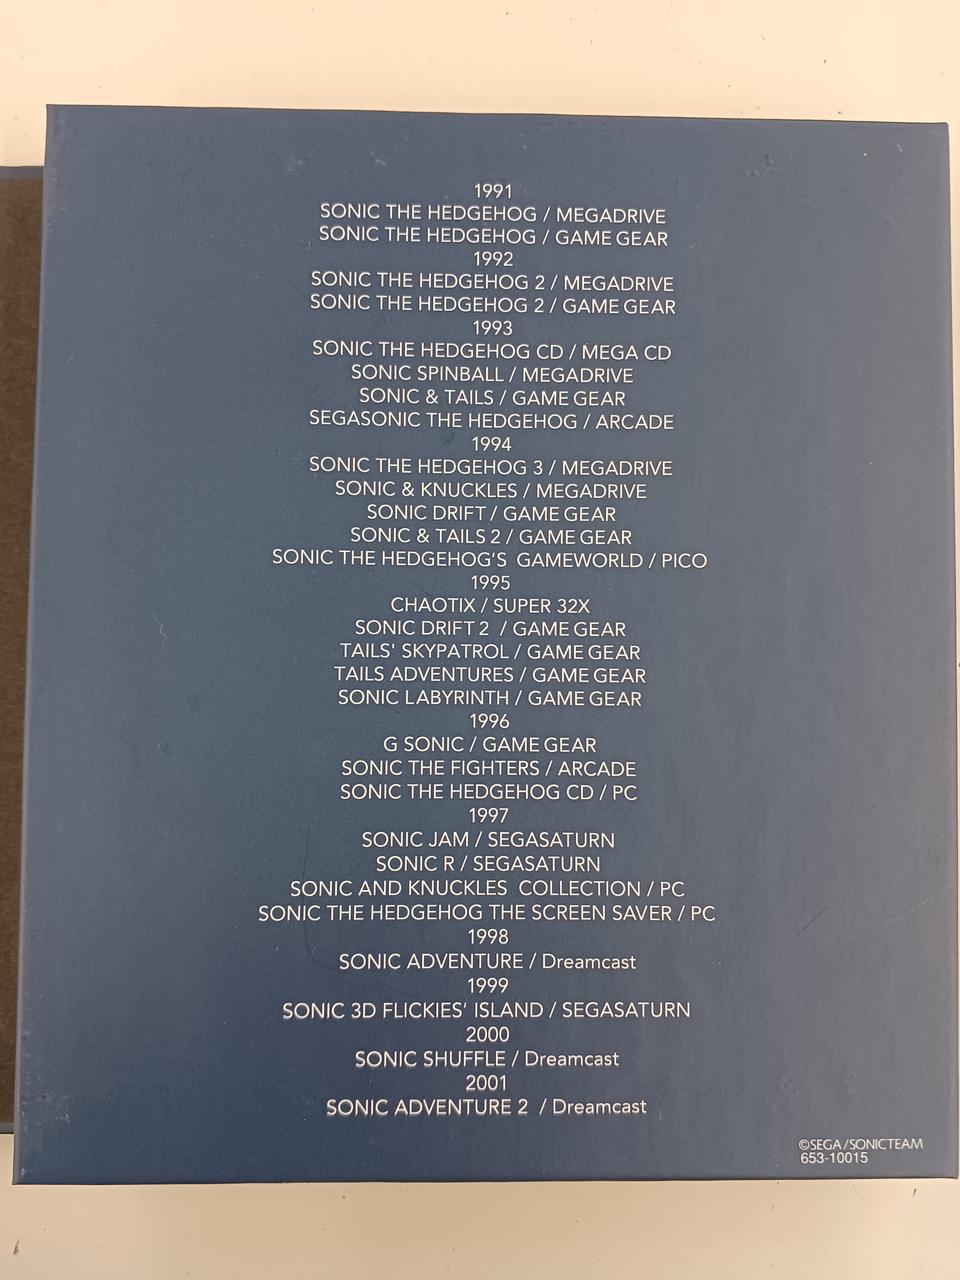 1991
SONIC THE HEDGEHOG / MEGADRIVE
SONIC THE HEDGEHOG / GAME GEAR
1992
SONIC THE HEDGEHOG 2 / MEGADRIVE
SONIC THE HEDGEHOG 2 / GAME GEAR
1993
SONIC THE HEDGEHOG CD / MEGA CD
SONIC SPINBALL / MEGADRIVE
SONIC & TAILS / GAME GEAR
SEGASONIC THE HEDGEHOG / ARCADE
1994
SONIC THE HEDGEHOG 3 / MEGADRIVE
SONIC & KNUCKLES / MEGADRIVE
SONIC DRIFT / GAME GEAR
SONIC & TAILS 2 / GAME GEAR
SONIC THE HEDGEHOG'S GAMEWORLD / PICO
1995
CHAOTIX / SUPER 32X
SONIC DRIFT 2 / GAME GEAR
TAILS' SKYPATROL / GAME GEAR
TAILS ADVENTURES / GAME GEAR
SONIC LABYRINTH / GAME GEAR
1996
G SONIC / GAME GEAR
SONIC THE FIGHTERS / ARCADE
SONIC THE HEDGEHOG CD / PC
1997
SONIC JAM / SEGASATURN
SONIC R / SEGASATURN
SONIC AND KNUCKLES COLLECTION / PC
SONIC THE HEDGEHOG THE SCREEN SAVER / PC
1998
SONIC ADVENTURE / Dreamcast
1999
SONIC 3D FLICKIES' ISLAND / SEGASATURN
2000
SONIC SHUFFLE / Dreamcast
2001
SONIC ADVENTURE 2 / Dreamcast
©SEGA/SONICTEAM
653-10015